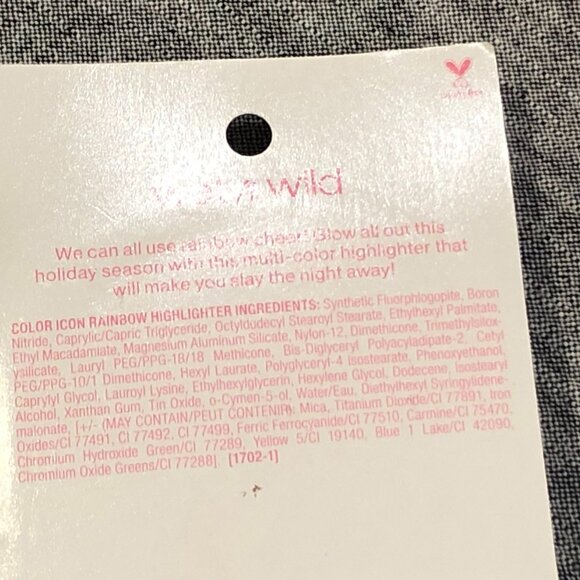 wild
We can all use rainbow cheer! Glow all out this
holiday season with this multi-color highlighter that
will make you slay the night away!
COLOR ICON RAINBOW HIGHLIGHTER INGREDIENTS: Synthetic Fluorphlogopite, Boron
Nitride, Caprylic/Capric Triglyceride, Octyldodecyl Stearoyl Stearate, Ethylhexyl Palmitate,
Ethyl Macadamiate, Magnesium Aluminum Silicate, Nylon-12, Dimethicone, Trimethylsilox-
ysilicate, Lauryl PEG/PPG-18/18 Methicone, Bis-Diglyceryl Polyacyladipate-2, Cetyl
PEG/PPG-10/1 Dimethicone, Hexyl Laurate, Polyglyceryl-4 Isostearate, Phenoxyethanol,
Caprylyl Glycol, Lauroyl Lysine, Ethylhexylglycerin, Hexylene Glycol, Dodecene, Isostearyl
Alcohol, Xanthan Gum, Tin Oxide, o-Cymen-5-ol, Water/Eau, Diethylhexyl Syringylidene-
malonate, [+/- (MAY CONTAIN/PEUT CONTENIR): Mica, Titanium Dioxide/CI 77891, Iron
Oxides/CI 77491, CI 77492, CI 77499, Ferric Ferrocyanide/CI 77510, Carmine/CI 75470,
Chromium Hydroxide Green/CI 77289, Yellow 5/CI 19140, Blue 1 Lake/CI 42090,
Chromium Oxide Greens/CI 77288]. [1702-1]